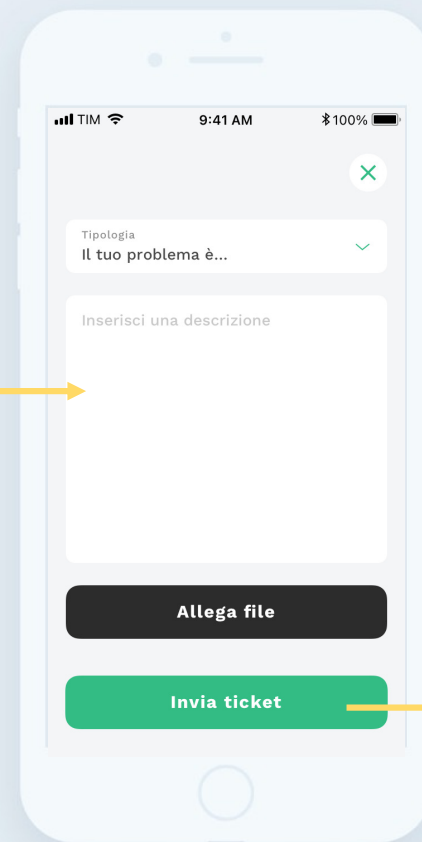 TIM 9:41 AM 100%
Tipologia
Il tuo problema è...
Inserisci una descrizione
Allega file
Invia ticket